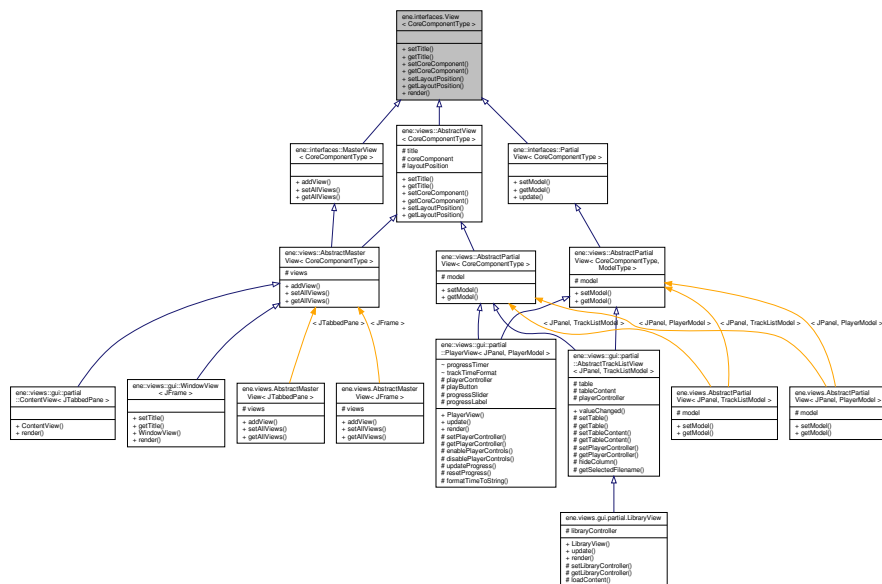 ene.interfaces.View
< CoreComponentType >
+ setTitle()
+ getTitle()
+ setCoreComponent()
+ getCoreComponent()
+ setLayoutPosition()
+ getLayoutPosition()
+ render()
ene::interfaces::MasterView
< CoreComponentType >
+ addView()
+ setAllViews()
+ getAllViews()
ene::views::AbstractView
< CoreComponentType >
# title
# coreComponent
# layoutPosition
+ setTitle()
+ getTitle()
+ setCoreComponent()
+ getCoreComponent()
+ setLayoutPosition()
+ getLayoutPosition()
ene::interfaces::Partial
View< CoreComponentType >
+ setModel()
+ getModel()
+ update()
ene::views::AbstractMaster
View< CoreComponentType >
# views
+ addView()
+ setAllViews()
+ getAllViews()
ene::views::AbstractPartial
View< CoreComponentType >
# model
+ setModel()
+ getModel()
ene::views::AbstractPartial
View< CoreComponentType,
ModelType >
# model
+ setModel()
+ getModel()
< JTabbedPane >
< JFrame >
< JPanel, TrackListModel >
< JPanel, PlayerModel >
< JPanel, TrackListModel >
< JPanel, PlayerModel >
ene::views::gui::partial
::ContentView< JTabbedPane >
+ ContentView()
+ render()
ene::views::gui::WindowView
< JFrame >
+ setTitle()
+ getTitle()
+ WindowView()
+ render()
ene.views.AbstractMaster
View< JTabbedPane >
# views
+ addView()
+ setAllViews()
+ getAllViews()
ene.views.AbstractMaster
View< JFrame >
# views
+ addView()
+ setAllViews()
+ getAllViews()
ene::views::gui::partial
::PlayerView< JPanel, PlayerModel >
~ progressTimer
~ trackTimeFormat
# playerController
# playButton
# progressSlider
# progressLabel
+ PlayerView()
+ update()
+ render()
# setPlayerController()
# getPlayerController()
# enablePlayerControls()
# disablePlayerControls()
# updateProgress()
# resetProgress()
# formatTimeToString()
ene::views::gui::partial
::AbstractTrackListView
< JPanel, TrackListModel >
# table
# tableContent
# playerController
+ valueChanged()
# setTable()
# getTable()
# setTableContent()
# getTableContent()
# setPlayerController()
# getPlayerController()
# hideColumn()
# getSelectedFilename()
ene.views.AbstractPartial
View< JPanel, TrackListModel >
# model
+ setModel()
+ getModel()
ene.views.AbstractPartial
View< JPanel, PlayerModel >
# model
+ setModel()
+ getModel()
ene.views.gui.partial.LibraryView
# libraryController
+ LibraryView()
+ update()
+ render()
# setLibraryController()
# getLibraryController()
# loadContent()